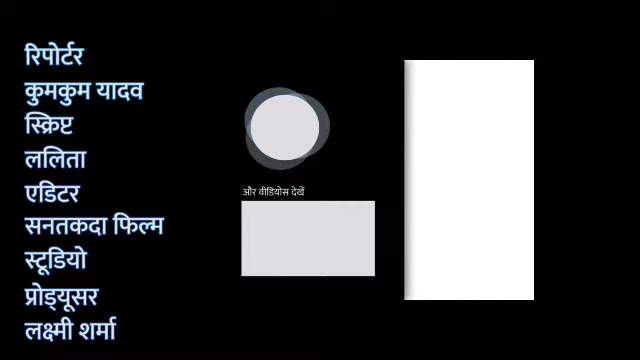 रिपोर्टर
कुमकुम यादव
स्क्रिप्ट
ललिता
एडिटर
सनतकदा फिल्म
स्टूडियो
प्रोड्यूसर
लक्ष्मी शर्मा
और वीडियोस देखें